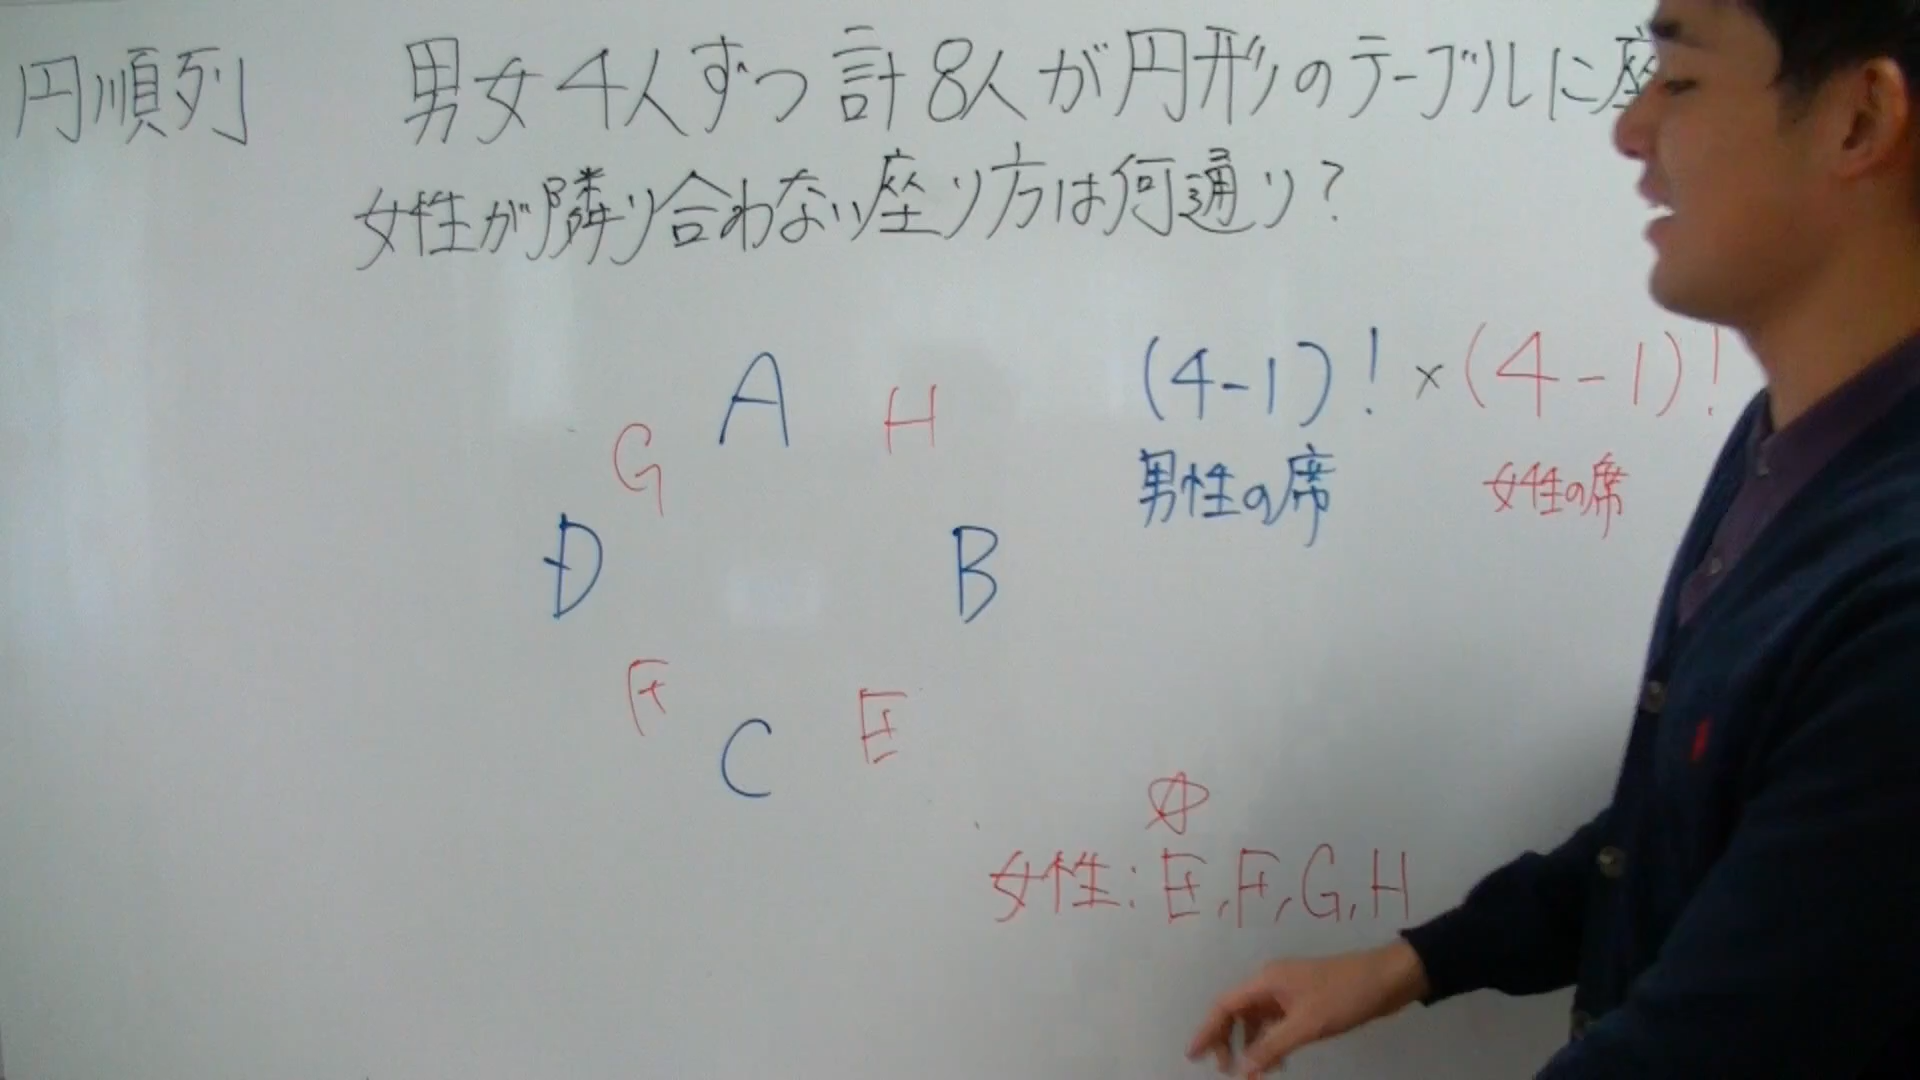 円順列
男女4人ずつ計8人が円形のテーブルに座
女性が隣り合わない座り方は何通り?
A
H
G
D
B
F
C
E
(4-1)!×(4-1)!
男性の席
女性の席
女性:E,F,G,H